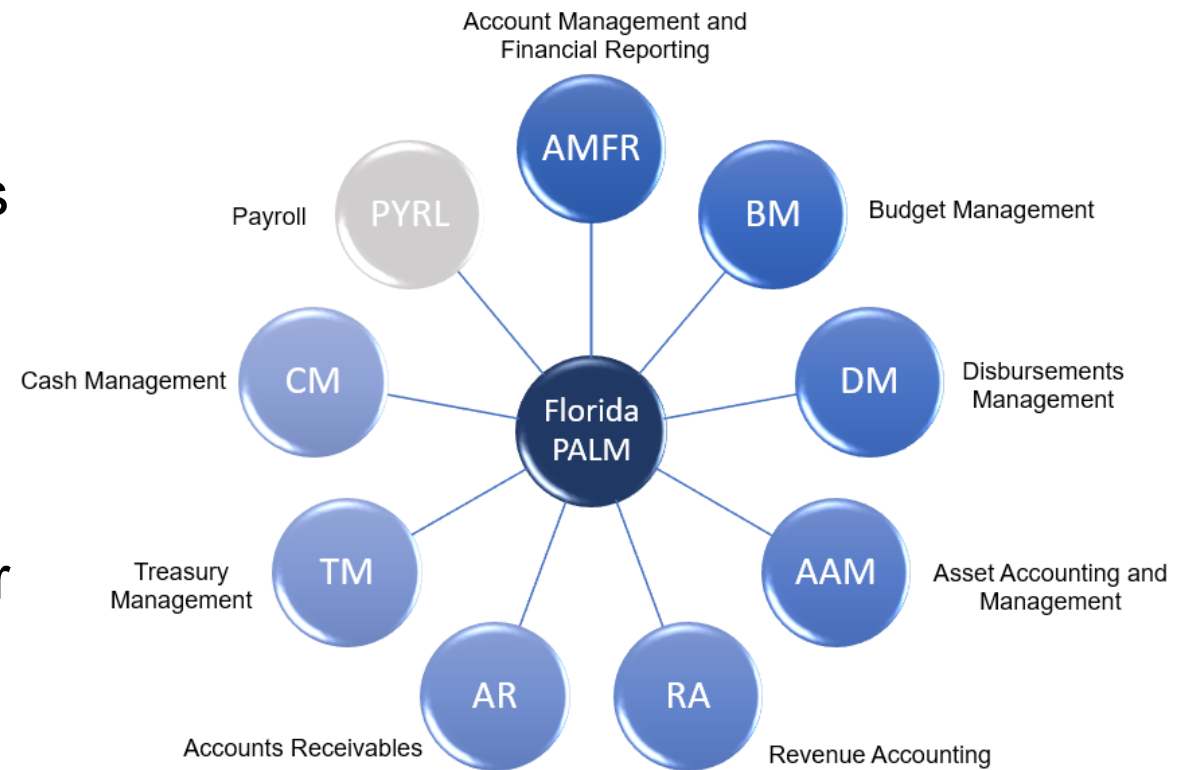 Account Management and
Financial Reporting
AMFR
s
PYRL
Payroll
BM
Budget Management
CM
Cash Management
DM
Disbursements
Management
Florida
PALM
TM
Treasury
Management
r
AAM
Asset Accounting and
Management
AR
Accounts Receivables
RA
Revenue Accounting